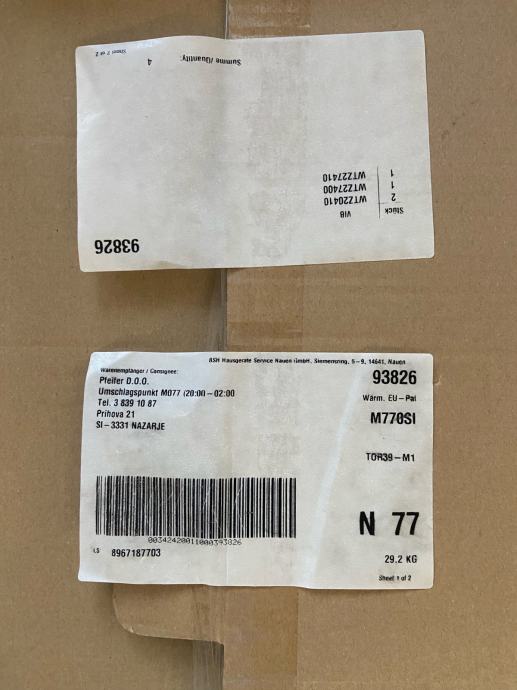 93826
Stück VIB
2 WTZ20410
1 WTZ27400
1 WTZ27410
Summe /Quantity: 4
Sheet 2 of 2
BSH Hausgeräte Service Nauen GmbH, Siemensring. 5-9, 14641, Nauen
Warenempfänger / Consignee:
Pfeifer D.O.O.
Umschlagspunkt M077 (20:00-02:00
Tel. 3 839 10 87
Prihova 21
SI-3331 NAZARJE
93826
Wärm. EU-Pal
M770SI
TOR39-M1
00342420011000393826
N 77
LS 8967187703
29.2 KG
Sheet 1 of 2